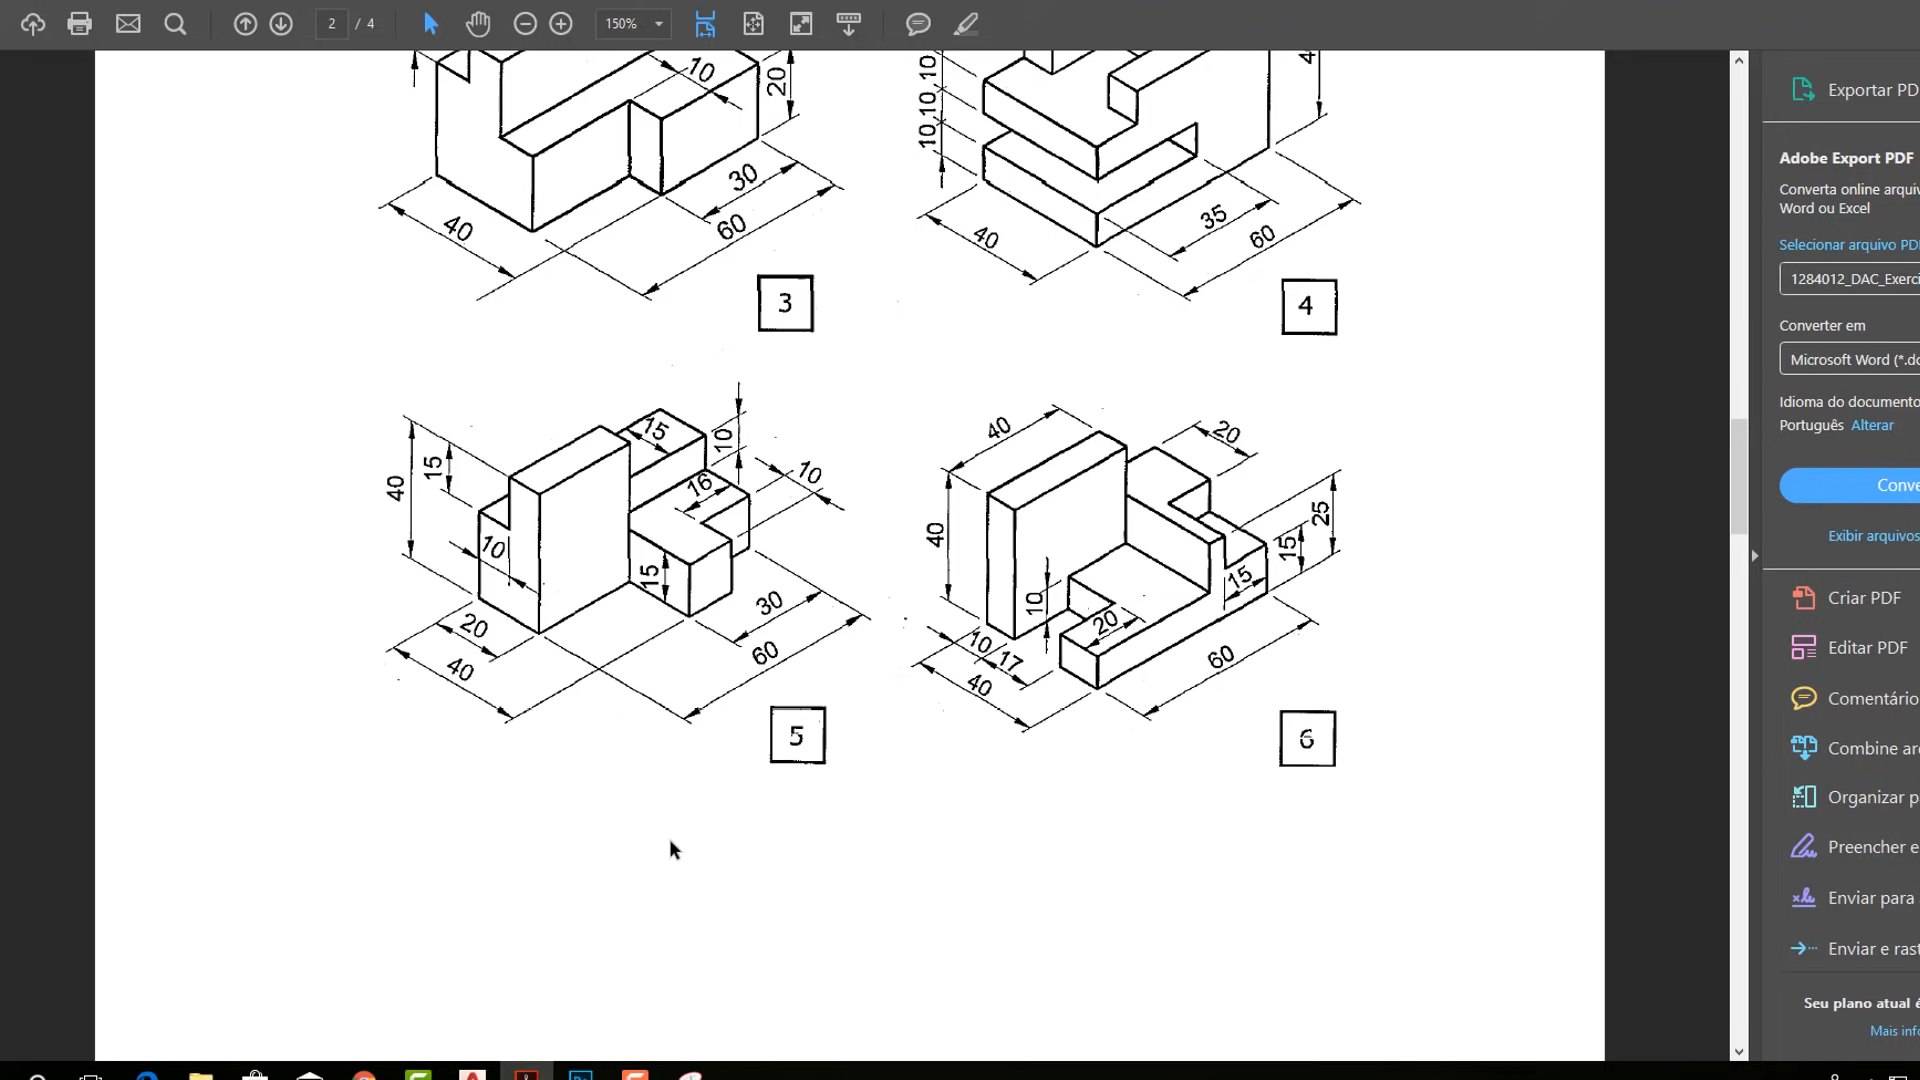 2 / 4
150%
10
20
40
30
60
3
10
10
10
4
40
35
60
4
40
15
10
15
10
16
10
15
20
40
30
60
5
40
20
40
10
25
15
15
20
10
17
40
60
6
Exportar PD
Adobe Export PDF
Converta online arquiv
Word ou Excel
Selecionar arquivo PD
1284012_DAC_Exerci
Converter em
Microsoft Word (*.do
Idioma do documento
Português Alterar
Conve
Exibir arquivos
Criar PDF
Editar PDF
Comentário
Combine arc
Organizar pa
Preencher e
Enviar para
Enviar e rast
Seu plano atual é
Mais info